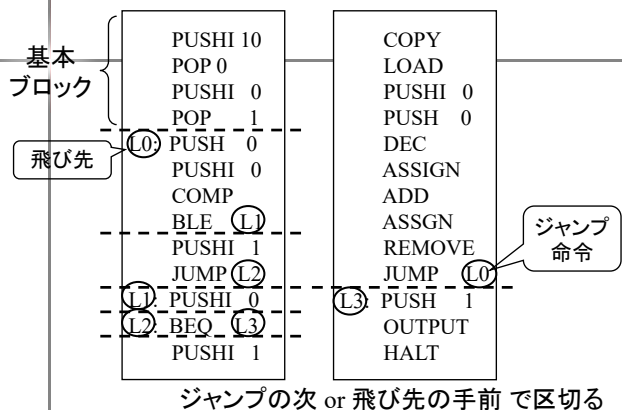 基本
ブロック
飛び先
PUSHI 10
POP 0
PUSHI 0
POP 1
L0: PUSH 0
PUSHI 0
COMP
BLE L1
PUSHI 1
JUMP L2
L1: PUSHI 0
L2: BEQ L3
PUSHI 1
COPY
LOAD
PUSHI 0
PUSH 0
DEC
ASSIGN
ADD
ASSGN
REMOVE
JUMP L0
L3: PUSH 1
OUTPUT
HALT
ジャンプ
命令
ジャンプの次 or 飛び先の手前 で区切る